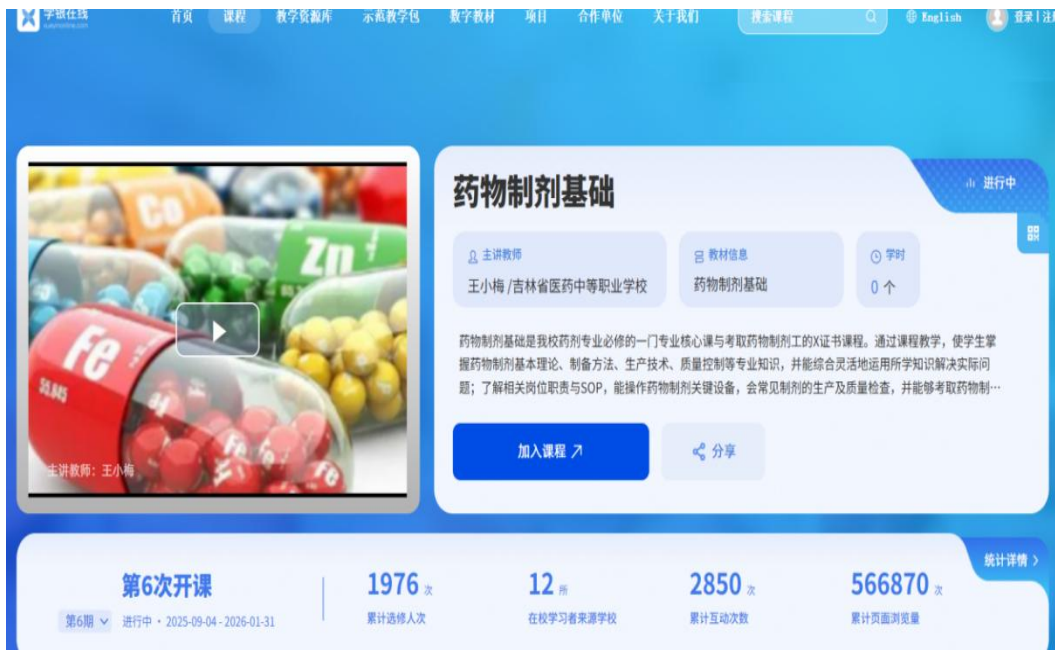 学银在线
首页 课程 教学资源库 示范教学包 数字教材 项目 合作单位 关于我们 搜索课程 English 登录 | 注册
Co
Zn
Fe
55.845
Fe
Fe
Fe
主讲教师：王小梅
药物制剂基础
进行中
主讲教师 教材信息 学时
王小梅 /吉林省医药中等职业学校 药物制剂基础 0 个
药物制剂基础是我校药剂专业必修的一门专业核心课与考取药物制剂工的X证书课程。通过课程教学，使学生掌
握药物制剂基本理论、制备方法、生产技术、质量控制等专业知识，并能综合灵活地运用所学知识解决实际问
题；了解相关岗位职责与SOP，能操作药物制剂关键设备，会常见制剂的生产及质量检查，并能够考取药物制…
加入课程 分享
统计详情
第6次开课 1976 次 12 所 2850 次 566870 次
第6期 进行中 · 2025-09-04 - 2026-01-31 累计选修人次 在校学习者来源学校 累计互动次数 累计页面浏览量